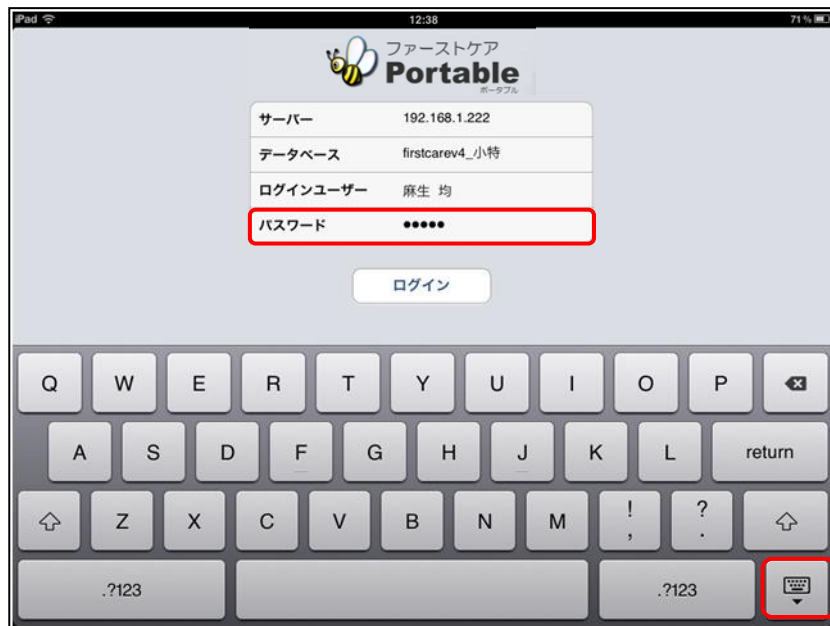 iPad 12:38 71%
ファーストケア
Portable
ポータブル
サーバー 192.168.1.222
データベース firstcarev4_小特
ログインユーザー 麻生 均
パスワード •••••
ログイン
Q W E R T Y U I O P
A S D F G H J K L return
Z X C V B N M ! , ? .
.?123 .?123